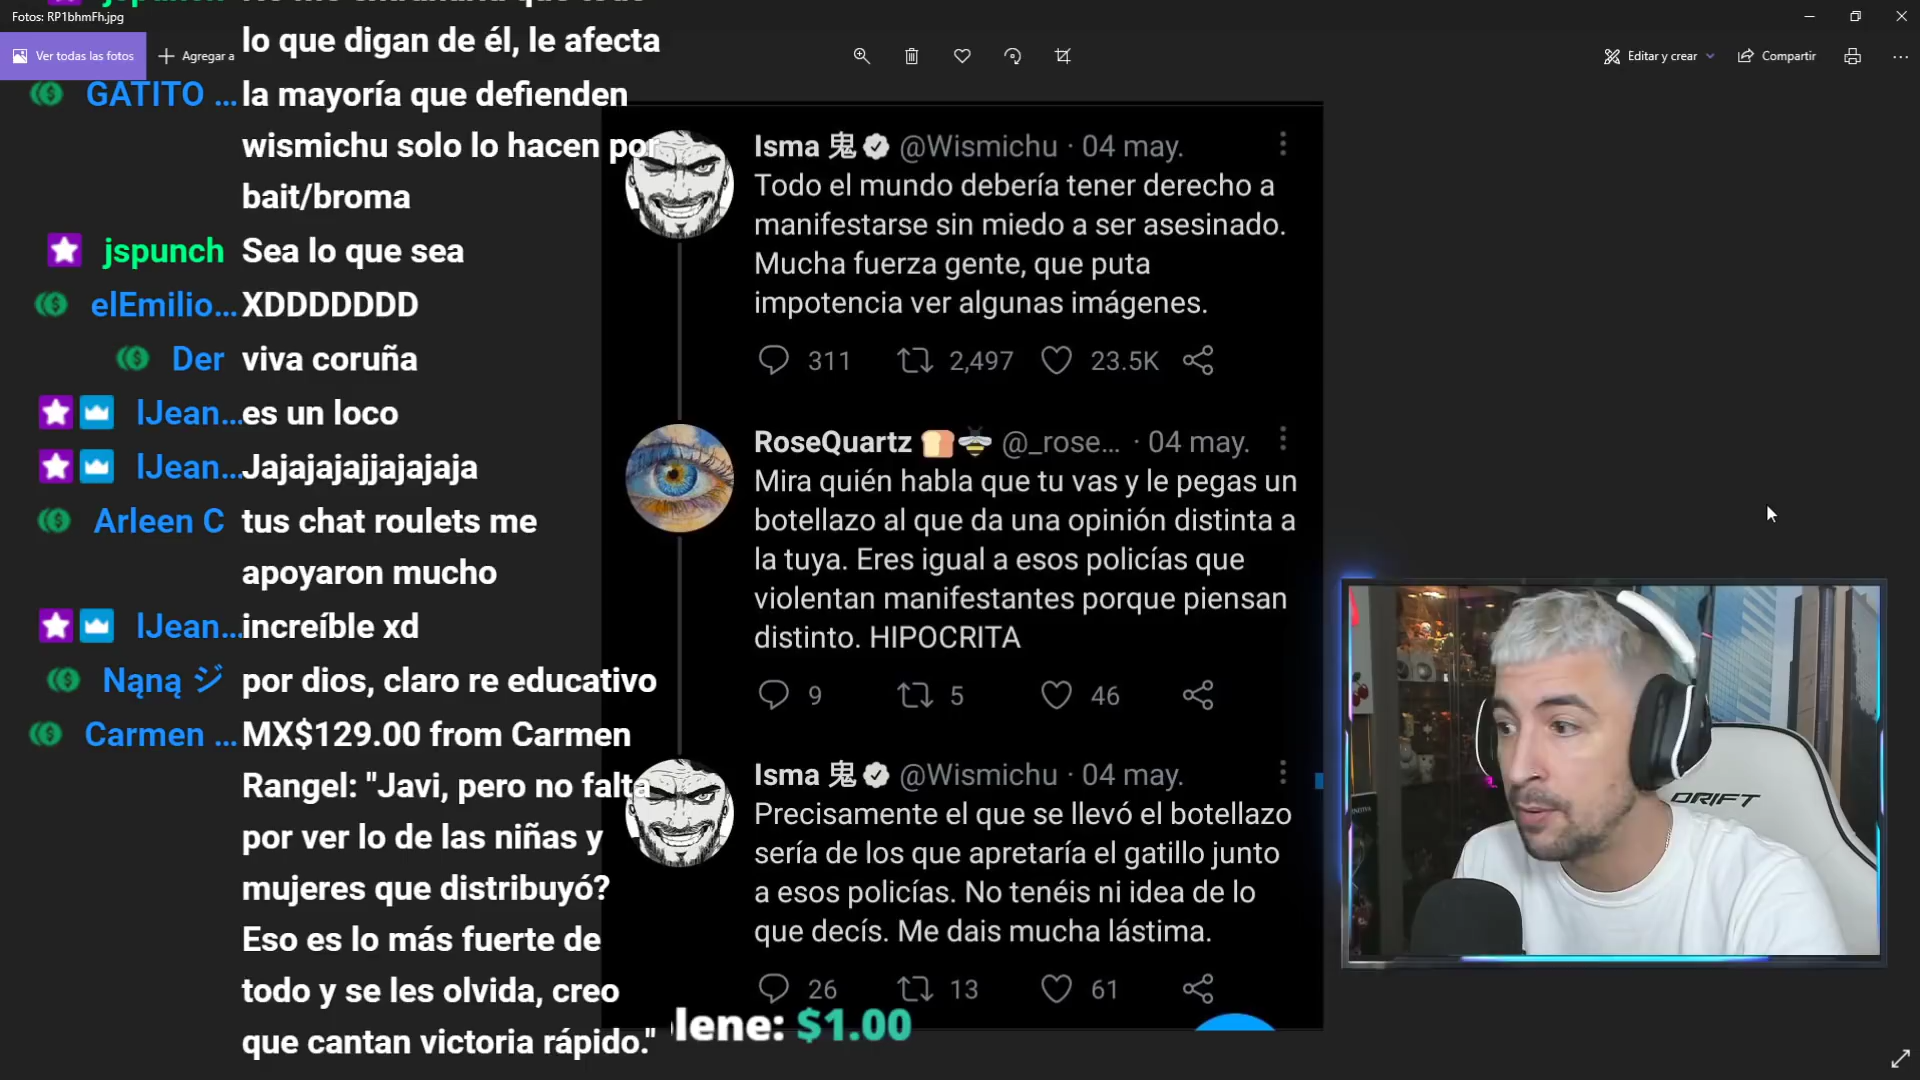 Fotos: RP1bhmFh.jpg
Ver todas las fotos
Agregar a
Editar y crear
Compartir
lo que digan de él, le afecta
GATITO ... la mayoría que defienden
wismichu solo lo hacen por
bait/broma
jspunch Sea lo que sea
elEmilio... XDDDDDDD
Der viva coruña
lJean... es un loco
lJean... Jajajajajjajajaja
Arleen C tus chat roulets me
apoyaron mucho
lJean... increíble xd
Nąną ジ por dios, claro re educativo
Carmen ... MX$129.00 from Carmen
Rangel: "Javi, pero no falta
por ver lo de las niñas y
mujeres que distribuyó?
Eso es lo más fuerte de
todo y se les olvida, creo
que cantan victoria rápido."
Isma 鬼 @Wismichu · 04 may.
Todo el mundo debería tener derecho a
manifestarse sin miedo a ser asesinado.
Mucha fuerza gente, que puta
impotencia ver algunas imágenes.
311 2,497 23.5K
RoseQuartz @_rose... · 04 may.
Mira quién habla que tu vas y le pegas un
botellazo al que da una opinión distinta a
la tuya. Eres igual a esos policías que
violentan manifestantes porque piensan
distinto. HIPOCRITA
9 5 46
Isma 鬼 @Wismichu · 04 may.
Precisamente el que se llevó el botellazo
sería de los que apretaría el gatillo junto
a esos policías. No tenéis ni idea de lo
que decís. Me dais mucha lástima.
26 13 61
lene: $1.00
DRIFT